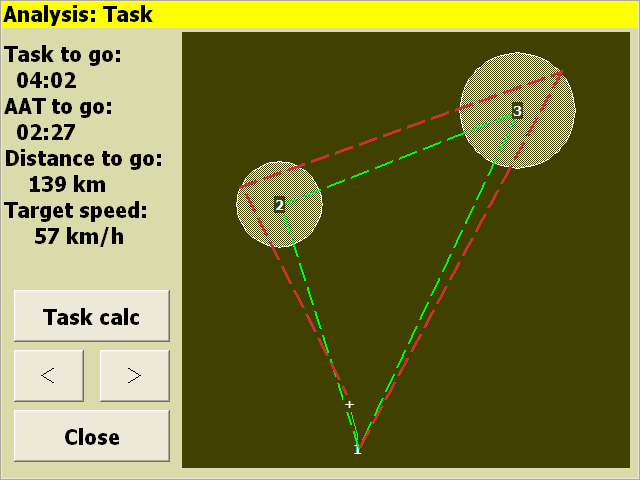 Analysis: Task
Task to go:
04:02
AAT to go:
02:27
Distance to go:
139 km
Target speed:
57 km/h
Task calc
< >
Close
3
2
+
1